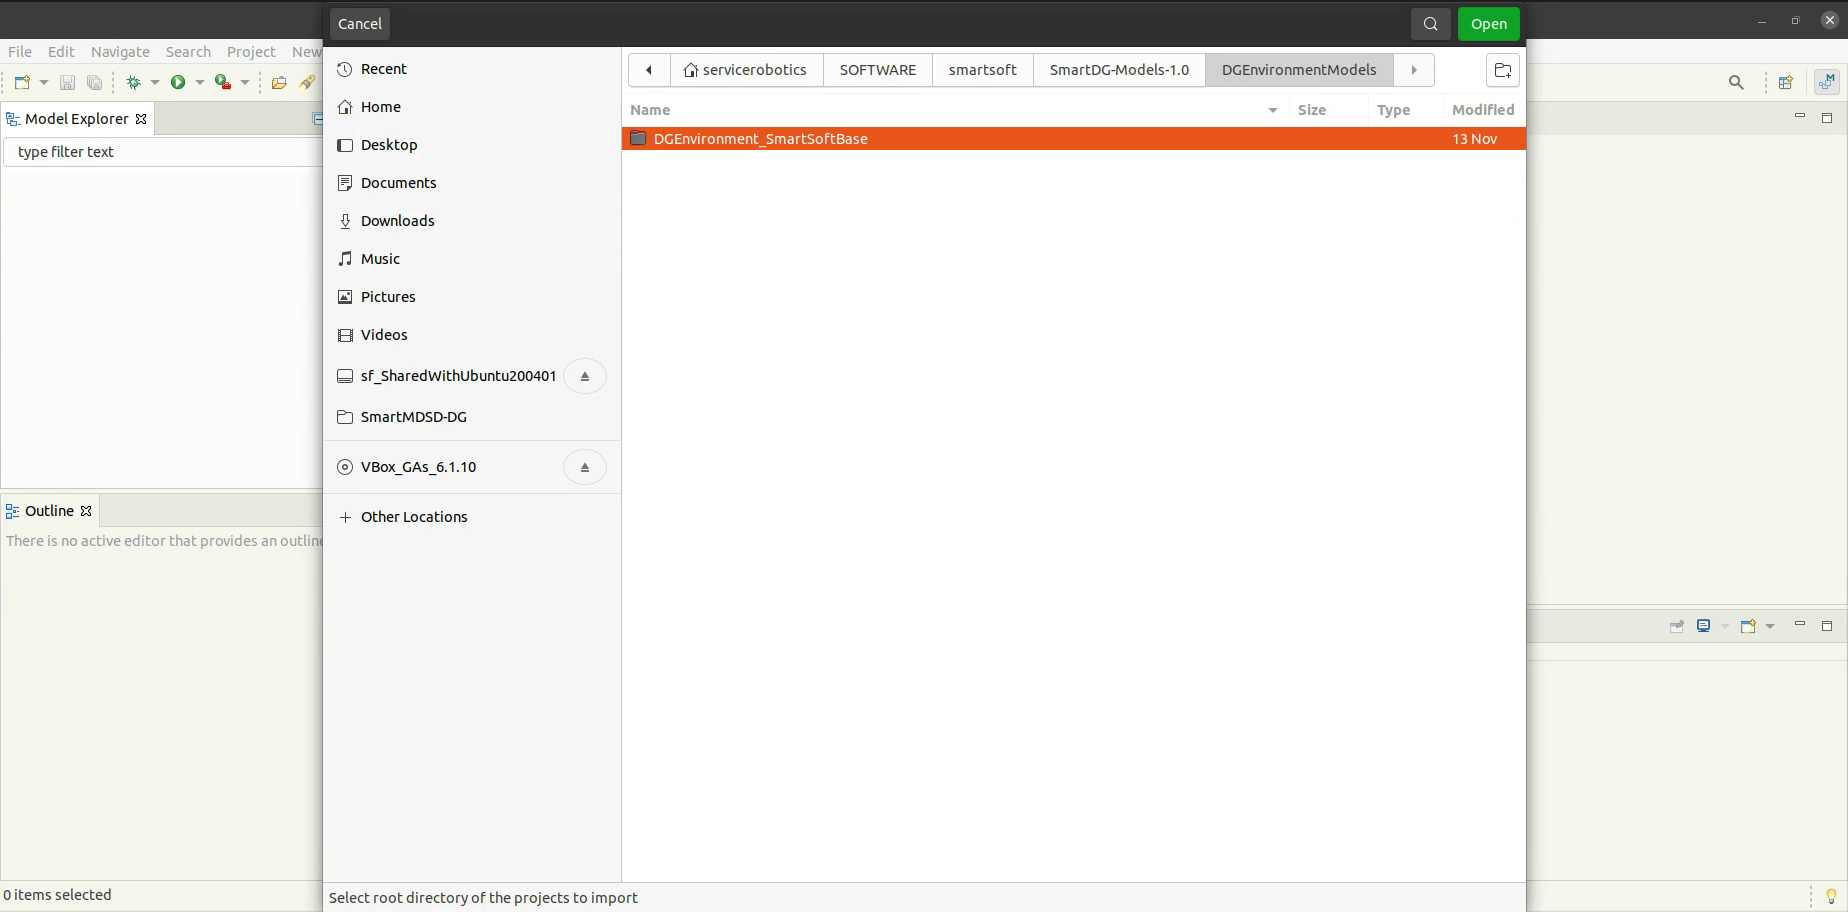 Cancel
Open
File Edit Navigate Search Project New
Model Explorer
type filter text
Outline
There is no active editor that provides an outline
0 items selected
Recent
Home
Desktop
Documents
Downloads
Music
Pictures
Videos
sf_SharedWithUbuntu200401
SmartMDSD-DG
VBox_GAs_6.1.10
Other Locations
servicerobotics SOFTWARE smartsoft SmartDG-Models-1.0 DGEnvironmentModels
Name Size Type Modified
DGEnvironment_SmartSoftBase 13 Nov
Select root directory of the projects to import